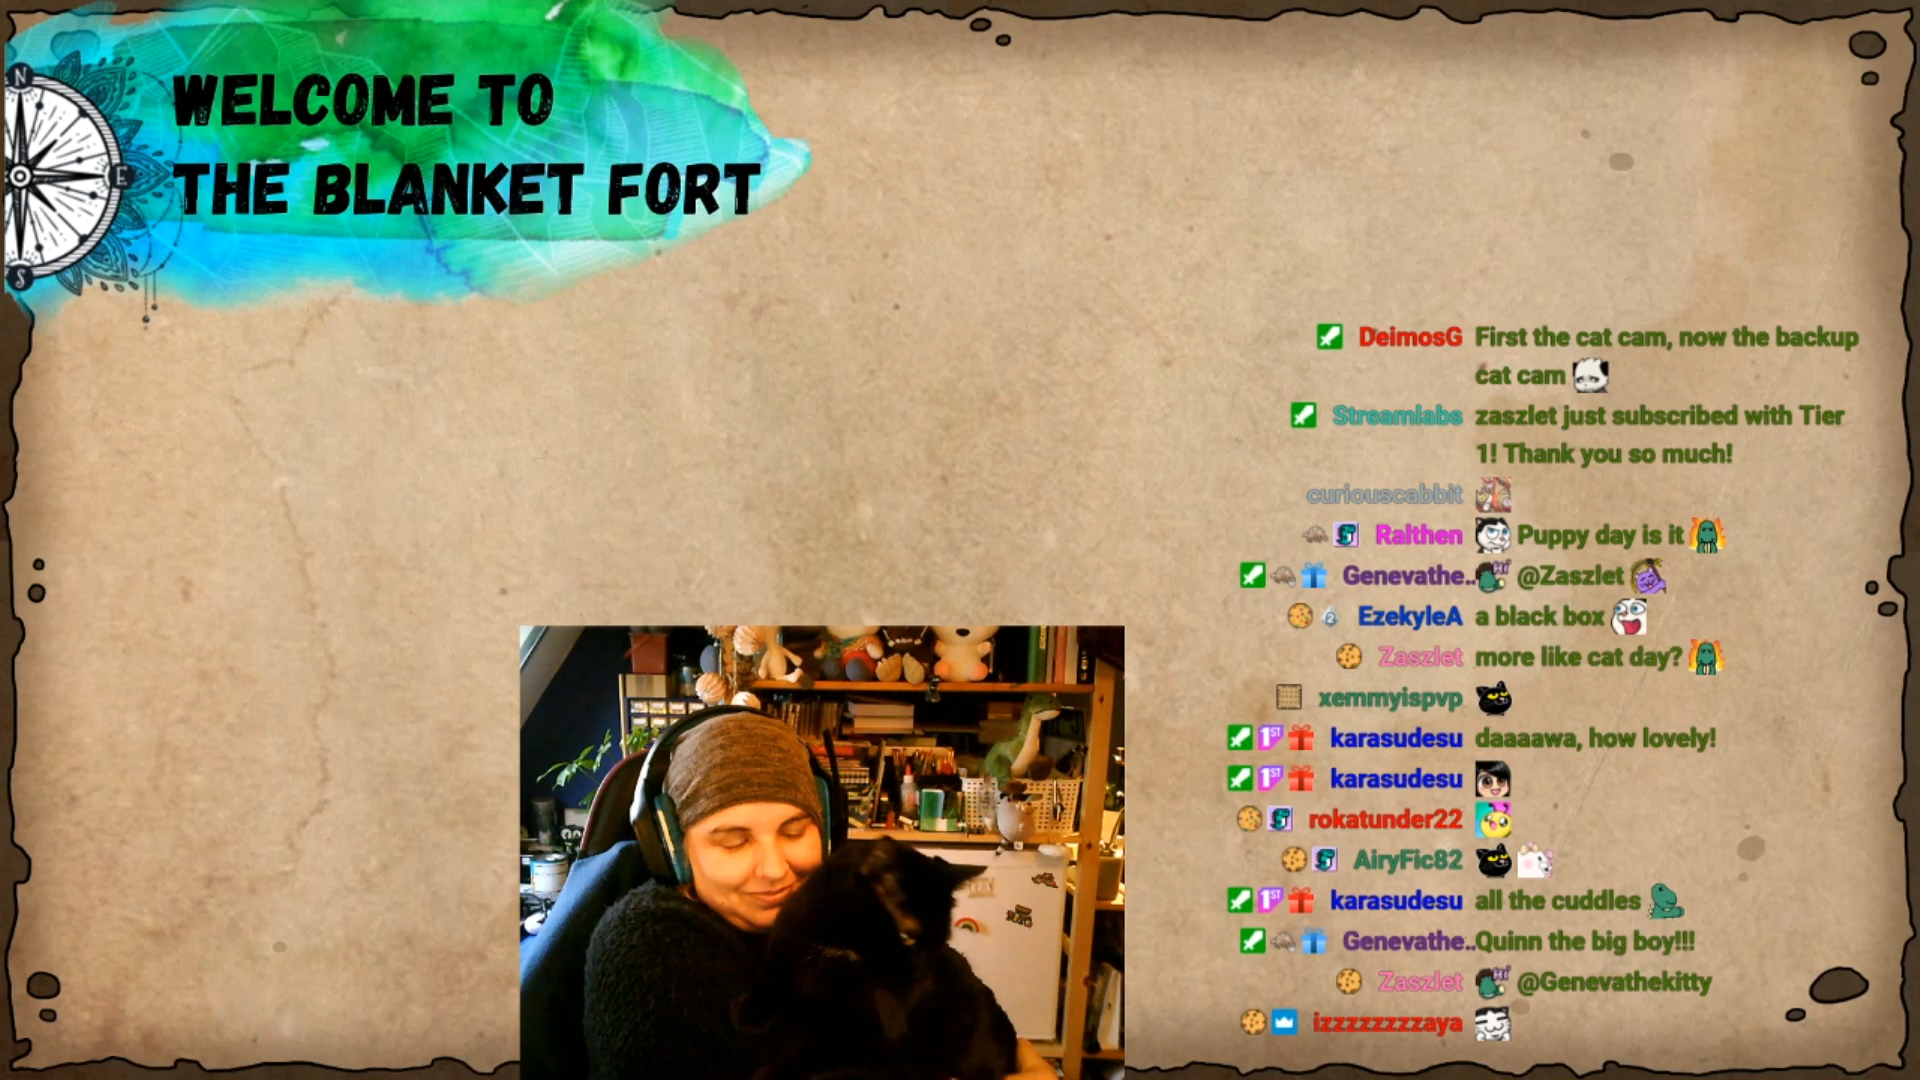 WELCOME TO
THE BLANKET FORT
N
E
S
DeimosG First the cat cam, now the backup
cat cam
Streamlabs zaszlet just subscribed with Tier
1! Thank you so much!
curiouscabbit
Ralthen Puppy day is it
Genevathe.. @Zaszlet
EzekyleA a black box
Zaszlet more like cat day?
xemmyispvp
karasudesu daaaawa, how lovely!
karasudesu
rokatunder22
AiryFic82
karasudesu all the cuddles
Genevathe.. Quinn the big boy!!!
Zaszlet @Genevathekitty
izzzzzzzzaya